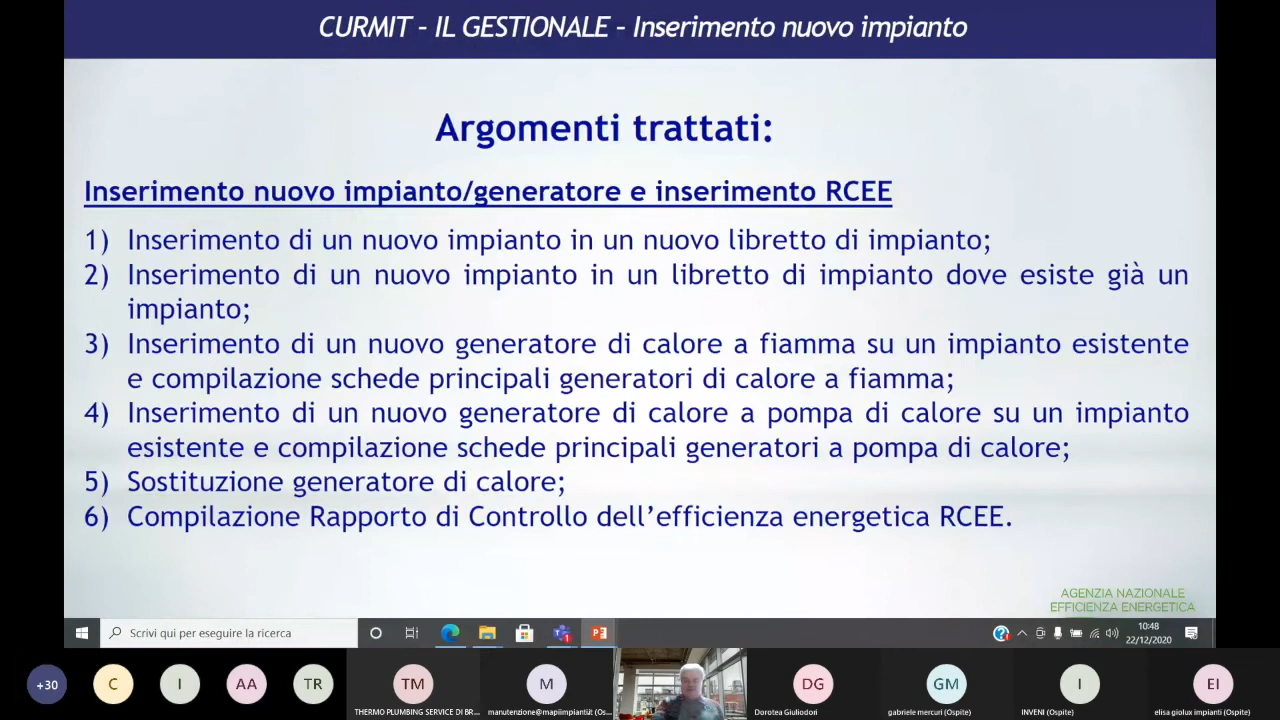 CURMIT – IL GESTIONALE – Inserimento nuovo impianto
Argomenti trattati:
Inserimento nuovo impianto/generatore e inserimento RCEE
1) Inserimento di un nuovo impianto in un nuovo libretto di impianto;
2) Inserimento di un nuovo impianto in un libretto di impianto dove esiste già un
impianto;
3) Inserimento di un nuovo generatore di calore a fiamma su un impianto esistente
e compilazione schede principali generatori di calore a fiamma;
4) Inserimento di un nuovo generatore di calore a pompa di calore su un impianto
esistente e compilazione schede principali generatori a pompa di calore;
5) Sostituzione generatore di calore;
6) Compilazione Rapporto di Controllo dell’efficienza energetica RCEE.
AGENZIA NAZIONALE
EFFICIENZA ENERGETICA
Scrivi qui per eseguire la ricerca
10:48
22/12/2020
+30 C I AA TR TM M DG GM I EI
THERMO PLUMBING SERVICE DI BR... manutenzione@mapiimpianti.it (Os... Dorotea Giuliodori gabriele mercuri (Ospite) INVENI (Ospite) elisa giolux impianti (Ospite)